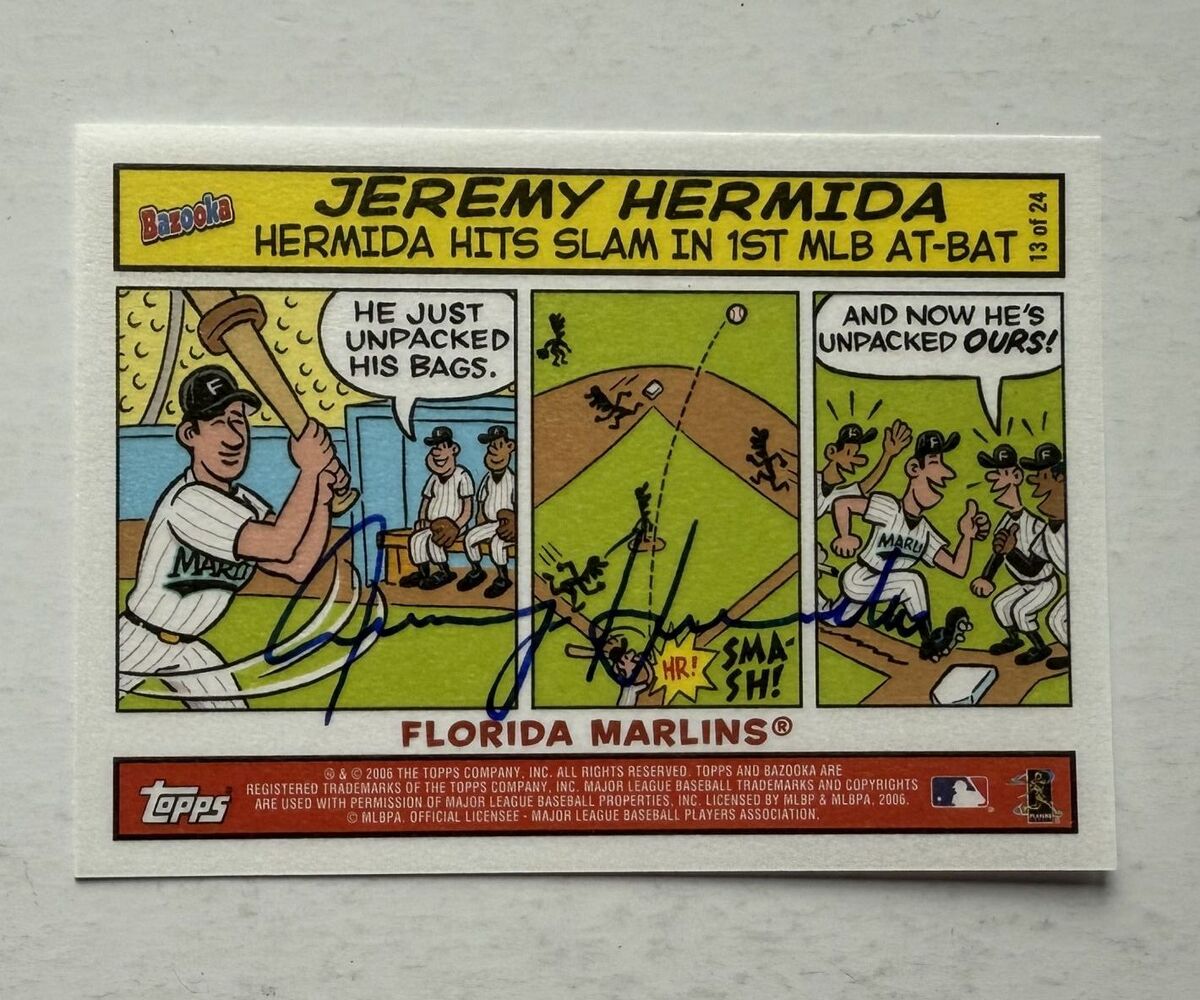 Bazooka
JEREMY HERMIDA
HERMIDA HITS SLAM IN 1ST MLB AT-BAT
13 of 24
HE JUST
UNPACKED
HIS BAGS.
F
MARLI
HR!
SMA-
SH!
AND NOW HE'S
UNPACKED OURS!
F
F
F
F
MARLI
Jeremy Hermida
FLORIDA MARLINS®
topps
® & © 2006 THE TOPPS COMPANY, INC. ALL RIGHTS RESERVED. TOPPS AND BAZOOKA ARE
REGISTERED TRADEMARKS OF THE TOPPS COMPANY, INC. MAJOR LEAGUE BASEBALL TRADEMARKS AND COPYRIGHTS
ARE USED WITH PERMISSION OF MAJOR LEAGUE BASEBALL PROPERTIES, INC. LICENSED BY MLBP & MLBPA, 2006.
© MLBPA. OFFICIAL LICENSEE - MAJOR LEAGUE BASEBALL PLAYERS ASSOCIATION.